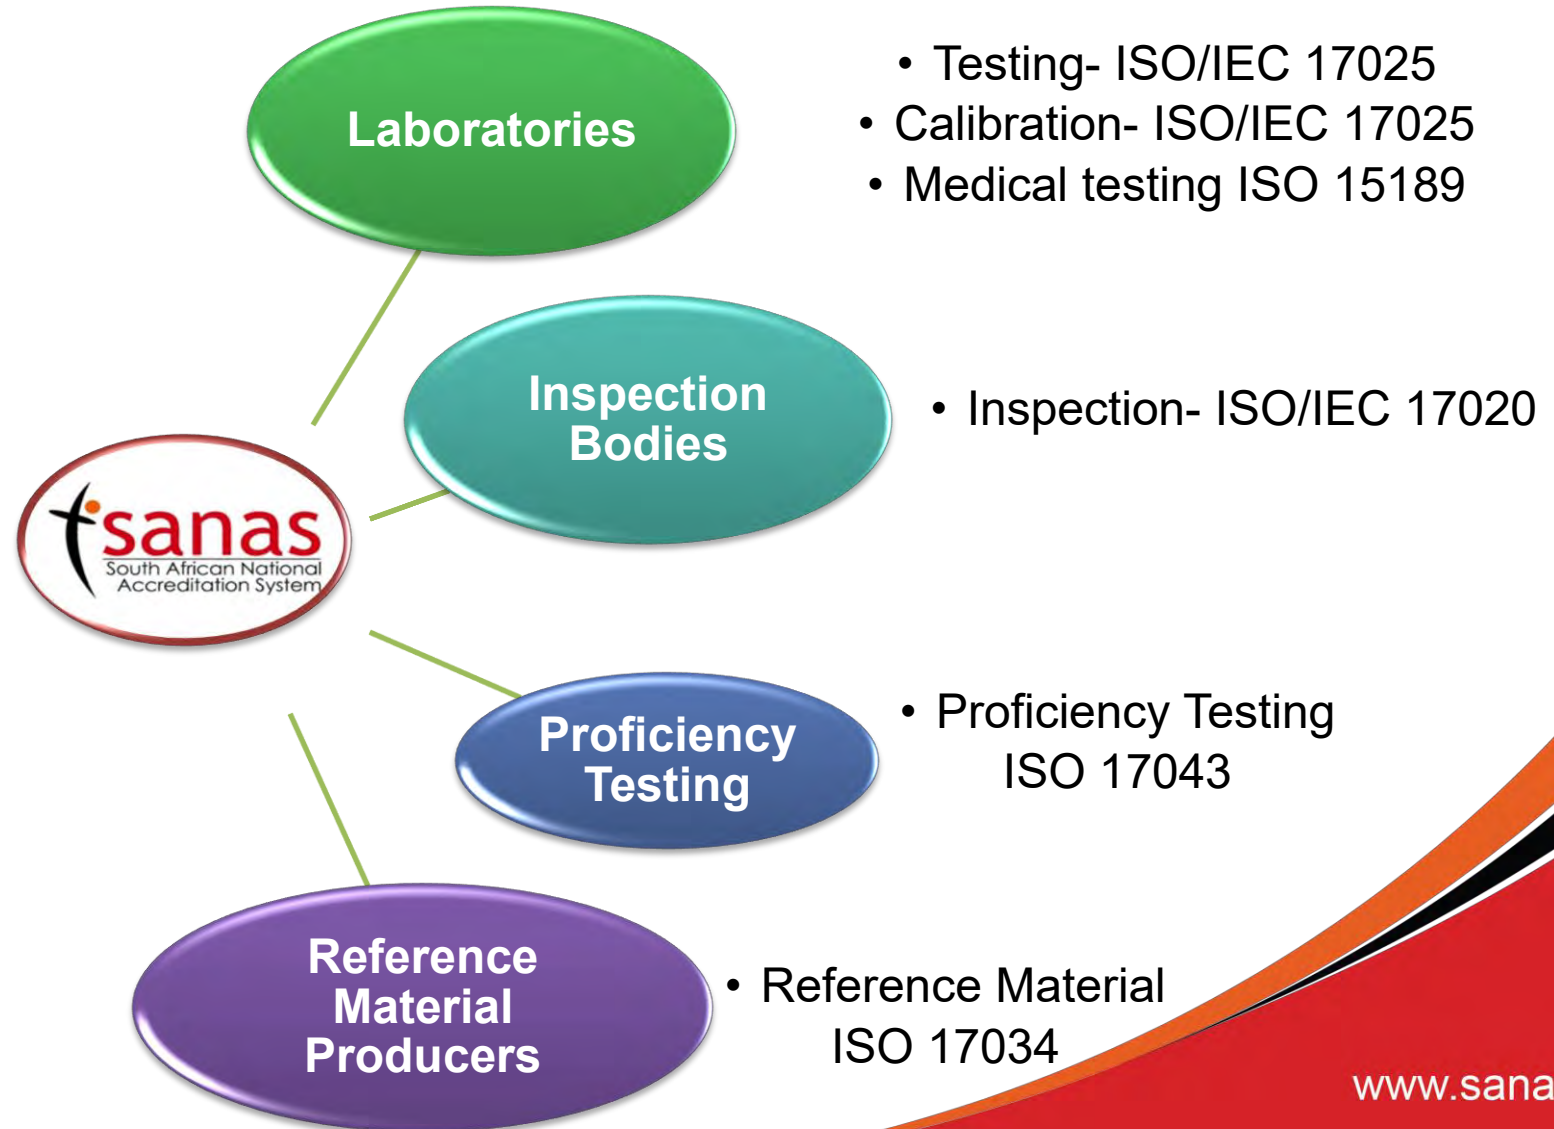 Laboratories
• Testing- ISO/IEC 17025
• Calibration- ISO/IEC 17025
• Medical testing ISO 15189
Inspection
Bodies
• Inspection- ISO/IEC 17020
sanas
South African National
Accreditation System
Proficiency
Testing
• Proficiency Testing
ISO 17043
Reference
Material
Producers
• Reference Material
ISO 17034
www.sana